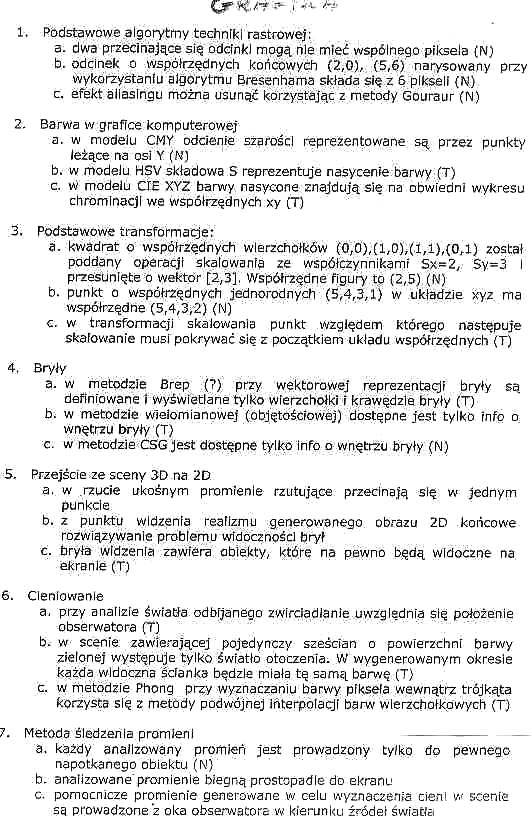 1. Podstawowe algorytmy techniki rastrowej:
a. dwa przecinające się odcinki mogą nie mieć wspólnego piksela (N)
b. odcinek o współrzędnych końcowych (2,0), (5,6) narysowany przy
wykorzystaniu algorytmu Bresenhama składa się z 6 pikseli (N)
c. efekt aliasingu można usunąć korzystając z metody Gouraur (N)
2. Barwa w grafice komputerowej
a. w modelu CMY odcienie szarości reprezentowane są przez punkty
leżące na osi Y (N)
b. w modelu HSV składowa S reprezentuje nasycenie barwy (T)
c. w modelu CIE XYZ barwy nasycone znajdują się na obwiedni wykresu
chrominacji we współrzędnych xy (T)
3. Podstawowe transformacje:
a. kwadrat o współrzędnych wierzchołków (0,0),(1,0),(1,1),(0,1) został
poddany operacji skalowania ze współczynnikami Sx=2, Sy=3 i
przesunięte o wektor [2,3]. Współrzędne figury to (2,5) (N)
b. punkt o współrzędnych jednorodnych (5,4,3,1) w układzie xyz ma
współrzędne (5,4,3,2) (N)
c. w transformacji skalowania punkt względem którego następuje
skalowanie musi pokrywać się z początkiem układu współrzędnych (T)
4. Bryły
a. w metodzie Brep (?) przy wektorowej reprezentacji bryły są
definiowane i wyświetlane tylko wierzchołki i krawędzie bryły (T)
b. w metodzie wielomianowej (objętościowej) dostępne jest tylko info o
wnętrzu bryły (T)
c. w metodzie CSG jest dostępne tylko info o wnętrzu bryły (N)
5. Przejście ze sceny 3D na 2D
a. w rzucie ukośnym promienie rzutujące przecinają się w jednym
punkcie
b. z punktu widzenia realizmu generowanego obrazu 2D końcowe
rozwiązywanie problemu widoczności brył
c. bryła widzenia zawiera obiekty, które na pewno będą widoczne na
ekranie (T)
6. Cieniowanie
a. przy analizie światła odbijanego zwirciadlanie uwzględnia się położenie
obserwatora (T)
b. w scenie zawierającej pojedynczy sześcian o powierzchni barwy
zielonej występuje tylko światło otoczenia. W wygenerowanym okresie
każda widoczna ścianka będzie miała tę samą barwę (T)
c. w metodzie Phong przy wyznaczaniu barwy piksela wewnątrz trójkąta
korzysta się z metody podwójnej interpolacji barw wierzchołkowych (T)
7. Metoda śledzenia promieni
a. każdy analizowany promień jest prowadzony tylko do pewnego
napotkanego obiektu (N)
b. analizowane promienie biegną prostopadle do ekranu
c. pomocnicze promienie generowane w celu wyznaczenia cieni w scenie
są prowadzone z oka obserwatora w kierunku źródeł światła